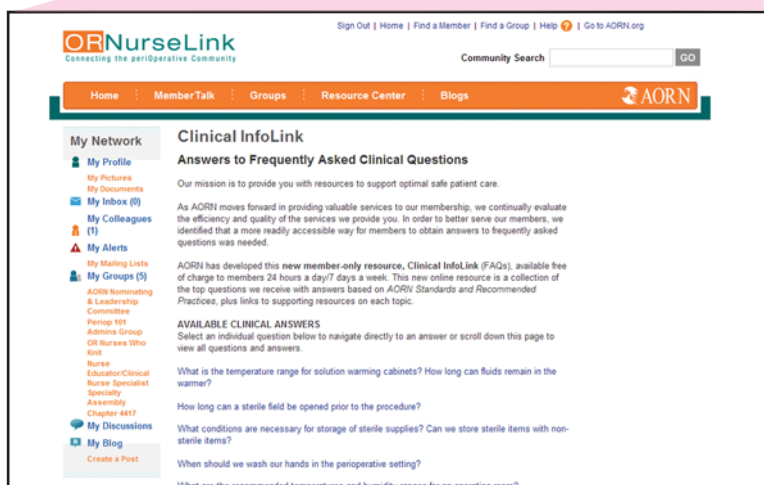 Sign Out | Home | Find a Member | Find a Group | Help ? | Go to AORN.org
ORNurseLink
Connecting the periOperative Community
Community Search
GO
Home
MemberTalk
Groups
Resource Center
Blogs
AORN
My Network
My Profile
My Pictures
My Documents
My Inbox (0)
My Colleagues
(1)
My Alerts
My Mailing Lists
My Groups (5)
AORN Nominating
& Leadership
Committee
Periop 101
Admins Group
OR Nurses Who
Knit
Nurse
Educator/Clinical
Nurse Specialist
Specialty
Assembly
Chapter 4417
My Discussions
My Blog
Create a Post
Clinical InfoLink
Answers to Frequently Asked Clinical Questions
Our mission is to provide you with resources to support optimal safe patient care.
As AORN moves forward in providing valuable services to our membership, we continually evaluate
the efficiency and quality of the services we provide you. In order to better serve our members, we
identified that a more readily accessible way for members to obtain answers to frequently asked
questions was needed.
AORN has developed this new member-only resource, Clinical InfoLink (FAQs), available free
of charge to members 24 hours a day/7 days a week. This new online resource is a collection of
the top questions we receive with answers based on AORN Standards and Recommended
Practices, plus links to supporting resources on each topic.
AVAILABLE CLINICAL ANSWERS
Select an individual question below to navigate directly to an answer or scroll down this page to
view all questions and answers.
What is the temperature range for solution warming cabinets? How long can fluids remain in the
warmer?
How long can a sterile field be opened prior to the procedure?
What conditions are necessary for storage of sterile supplies? Can we store sterile items with non-
sterile items?
When should we wash our hands in the perioperative setting?
What are the recommended temperatures and humidity ranges for an operating room?